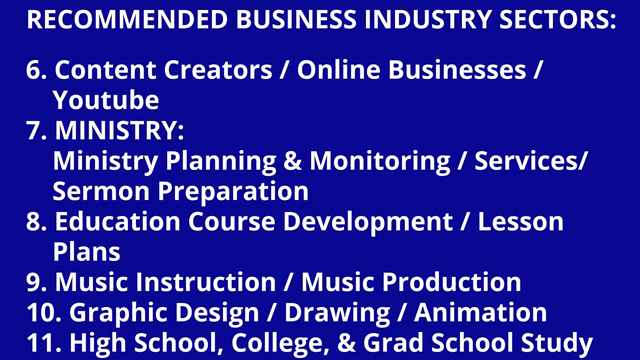 RECOMMENDED BUSINESS INDUSTRY SECTORS:
6. Content Creators / Online Businesses /
Youtube
7. MINISTRY:
Ministry Planning & Monitoring / Services/
Sermon Preparation
8. Education Course Development / Lesson
Plans
9. Music Instruction / Music Production
10. Graphic Design / Drawing / Animation
11. High School, College, & Grad School Study